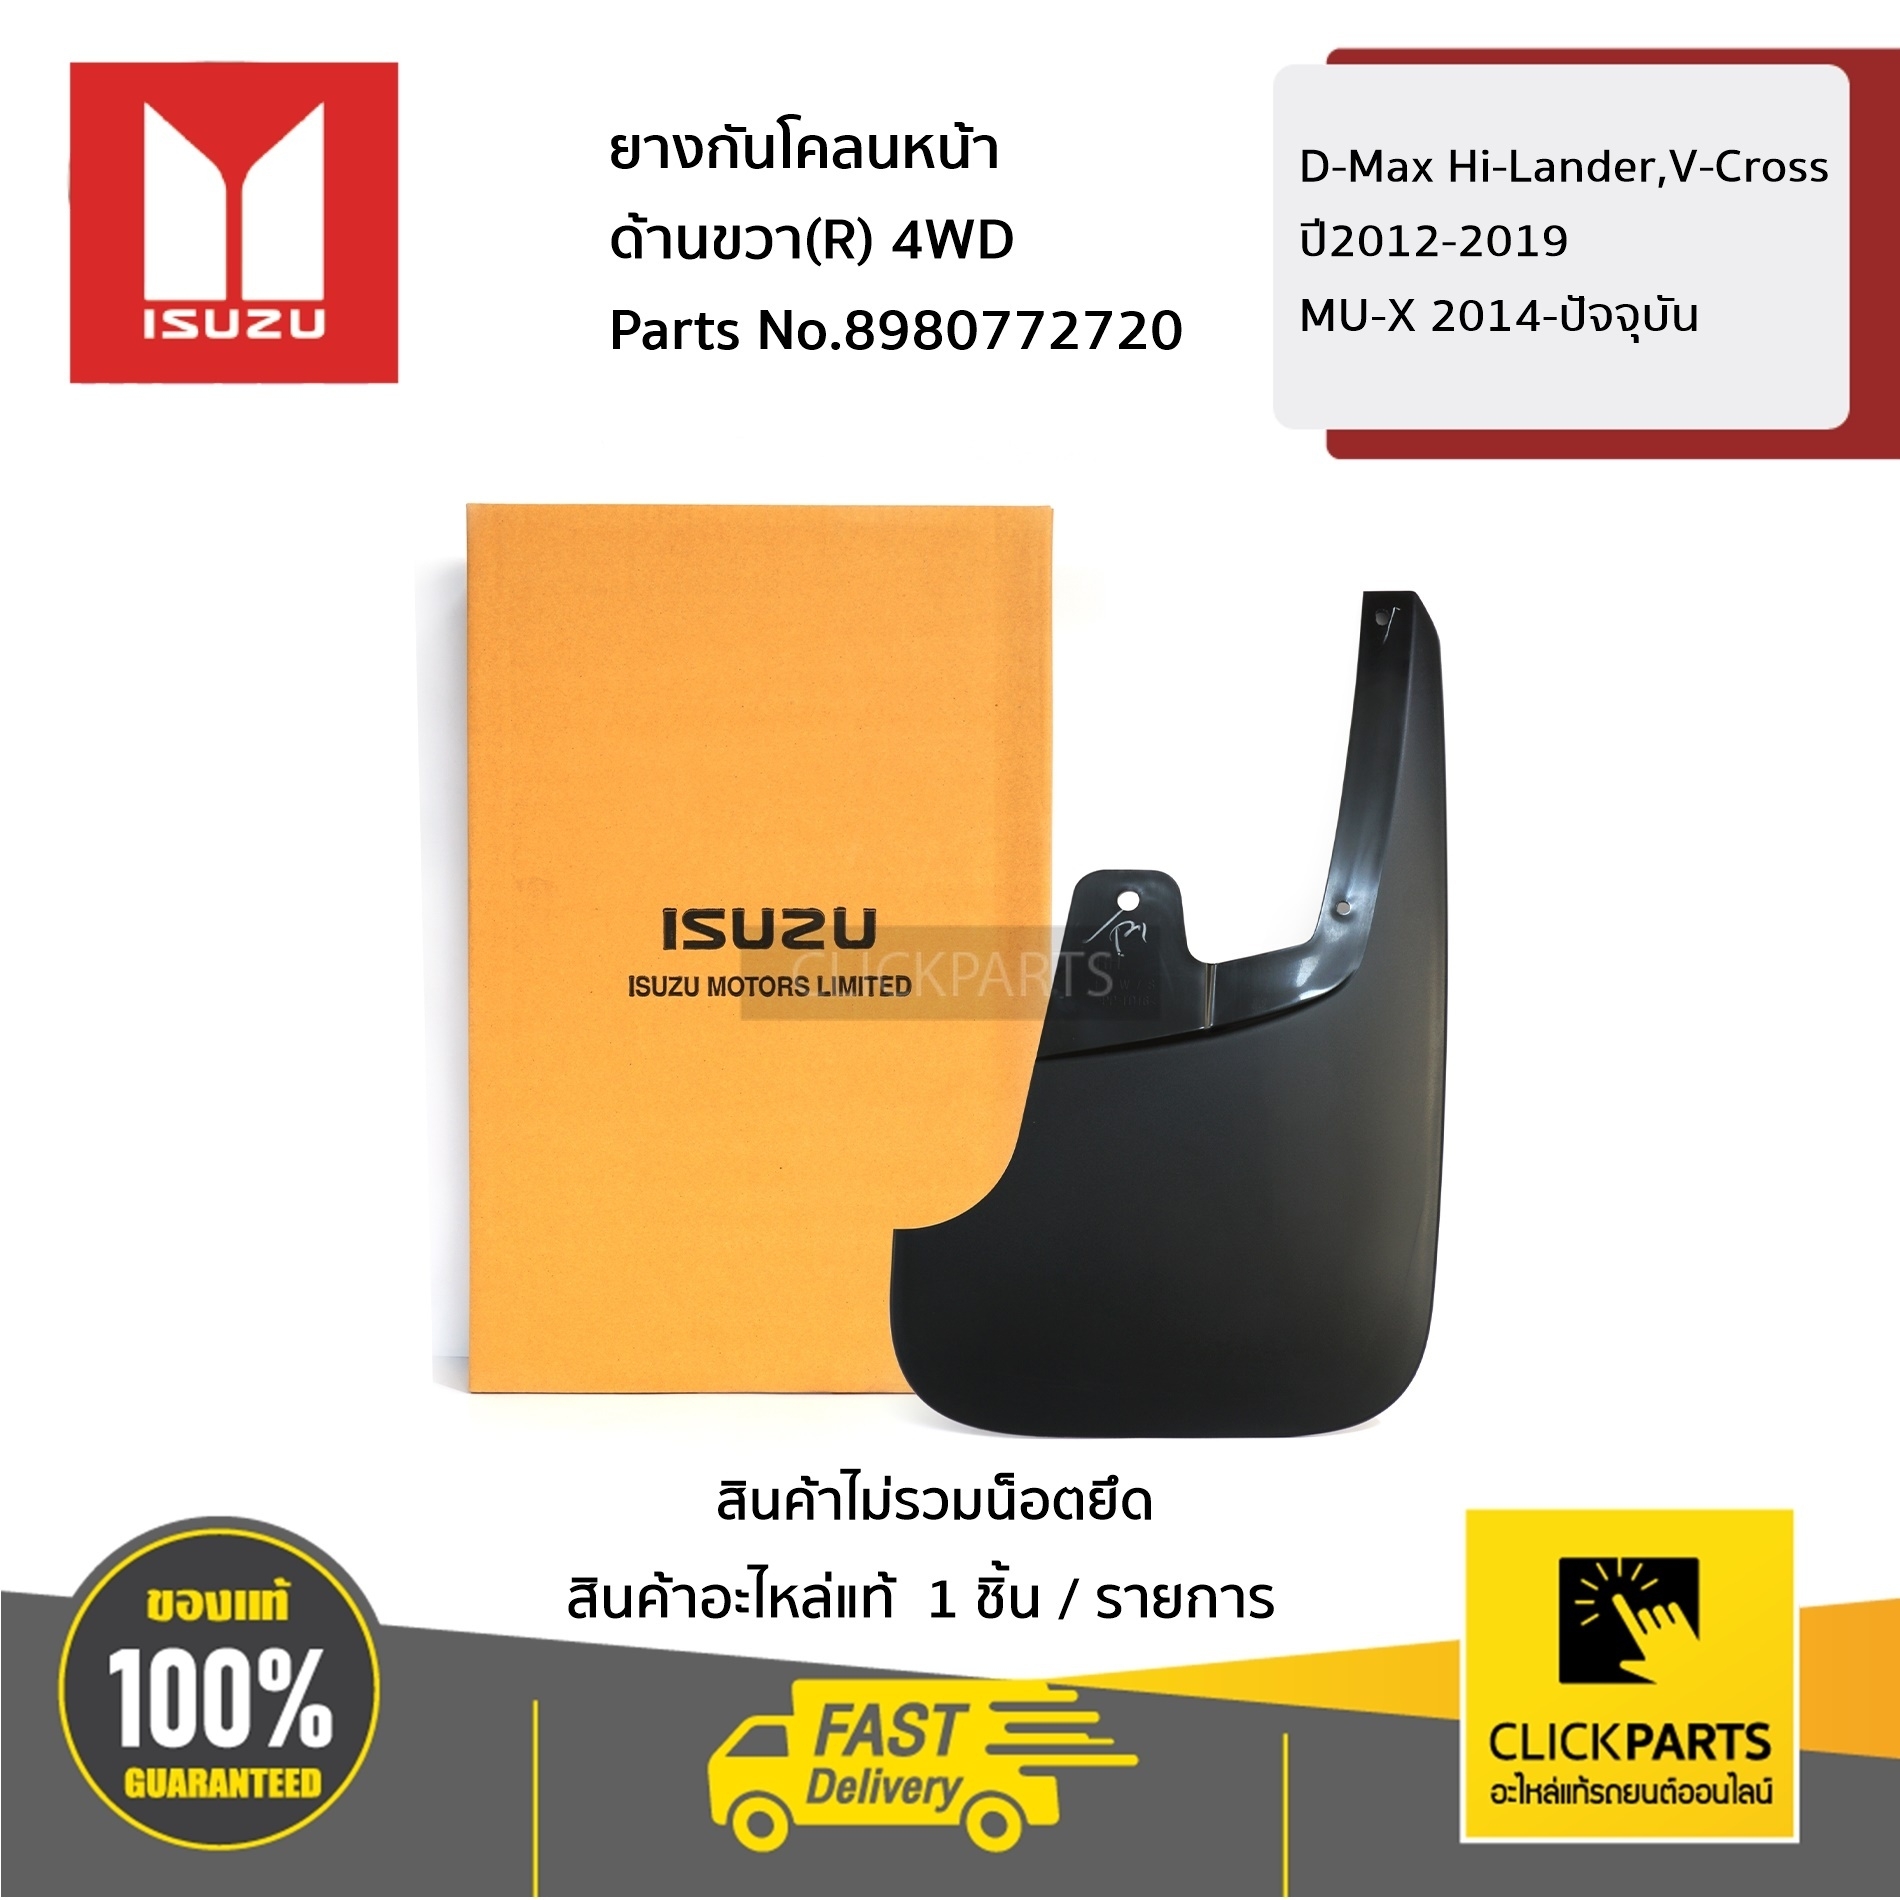 ISUZU
ยางกันโคลนหน้า
ด้านขวา(R) 4WD
Parts No.8980772720
D-Max Hi-Lander,V-Cross
ปี2012-2019
MU-X 2014-ปัจจุบัน
ISUZU
ISUZU MOTORS LIMITED
CLICKPARTS
สินค้าไม่รวมน็อตยึด
สินค้าอะไหล่แท้ 1 ชิ้น / รายการ
ของแท้
100%
GUARANTEED
FAST
Delivery
CLICKPARTS
อะไหล่แท้รถยนต์ออนไลน์